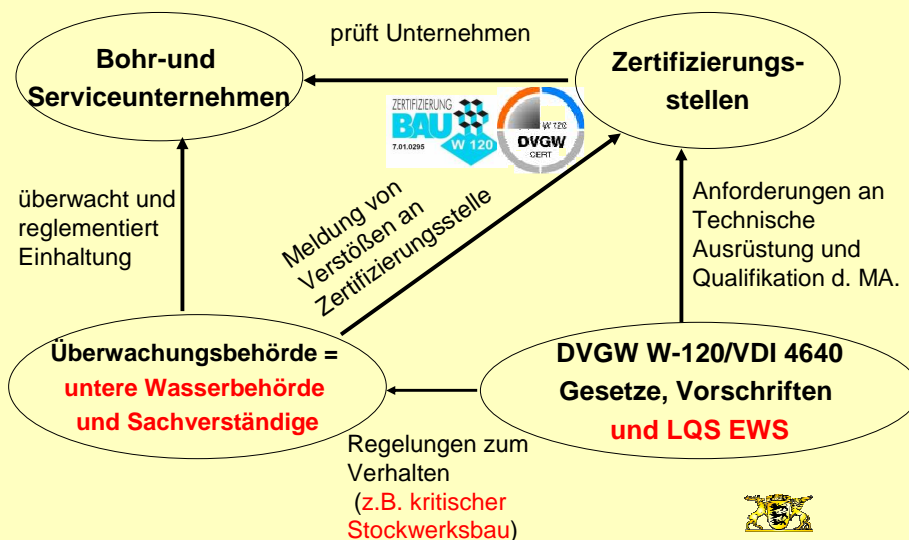 prüft Unternehmen
Bohr-und
Serviceunternehmen
Zertifizierungs-
stellen
ZERTIFIZIERUNG
BAU
W 120
7.01.0295
W 120
DVGW
CERT
überwacht und
reglementiert
Einhaltung
Meldung von
Verstößen an
Zertifizierungsstelle
Anforderungen an
Technische
Ausrüstung und
Qualifikation d. MA.
Überwachungsbehörde =
untere Wasserbehörde
und Sachverständige
DVGW W-120/VDI 4640
Gesetze, Vorschriften
und LQS EWS
Regelungen zum
Verhalten
(z.B. kritischer
Stockwerksbau)